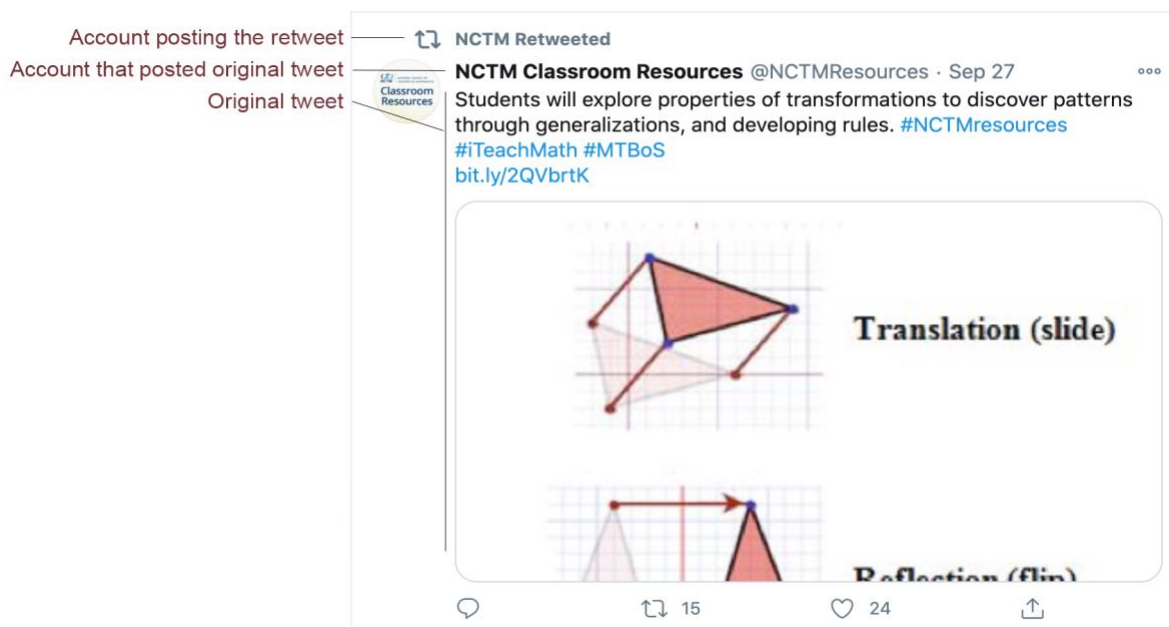 Account posting the retweet
NCTM Retweeted
Account that posted original tweet
NCTM Classroom Resources @NCTMResources · Sep 27
Original tweet
Classroom
Resources
Students will explore properties of transformations to discover patterns
through generalizations, and developing rules. #NCTMresources
#iTeachMath #MTBoS
bit.ly/2QVbrtK
Translation (slide)
Reflection (flip)
15
24